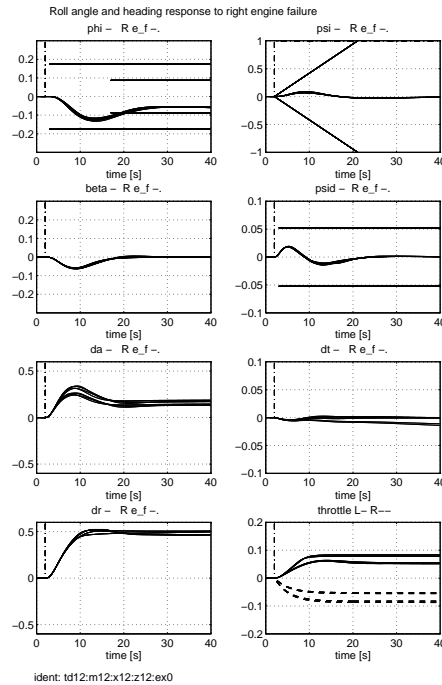 Roll angle and heading response to right engine failure
phi − R e_f −.
psi − R e_f −.
0.2
0.1
0
−0.1
−0.2
0 10 20 30 40
time [s]
1
0.5
0
−0.5
−1
0 10 20 30 40
time [s]
beta − R e_f −.
psid − R e_f −.
0.2
0.1
0
−0.1
−0.2
0 10 20 30 40
time [s]
0.1
0.05
0
−0.05
−0.1
0 10 20 30 40
time [s]
da − R e_f −.
dt − R e_f −.
0.5
0
−0.5
0 10 20 30 40
time [s]
0.1
0.05
0
−0.05
−0.1
0 10 20 30 40
time [s]
dr − R e_f −.
throttle L− R−−
0.5
0
−0.5
0 10 20 30 40
time [s]
0.2
0.1
0
−0.1
−0.2
0 10 20 30 40
time [s]
ident: td12;m12;x12;z12;ex0